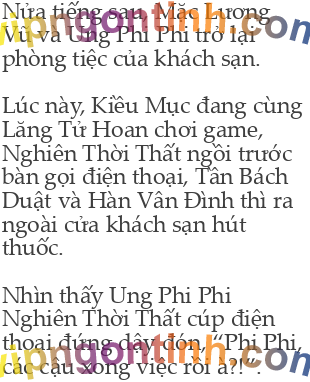 Nửa tiếng sau, Mặc Lương
Vũ và Ung Phi Phi trở lại
phòng tiệc của khách sạn.
Lúc này, Kiều Mục đang cùng
Lăng Tử Hoan chơi game,
Nghiên Thời Thất ngồi trước
bàn gọi điện thoại, Tần Bách
Duật và Hàn Vân Đình thì ra
ngoài cửa khách sạn hút
thuốc.
Nhìn thấy Ung Phi Phi
Nghiên Thời Thất cúp điện
thoại đứng dậy đón, “Phi Phi,
các cậu xong việc rồi à?!”.
vipngontinh.com
vipngontinh.com